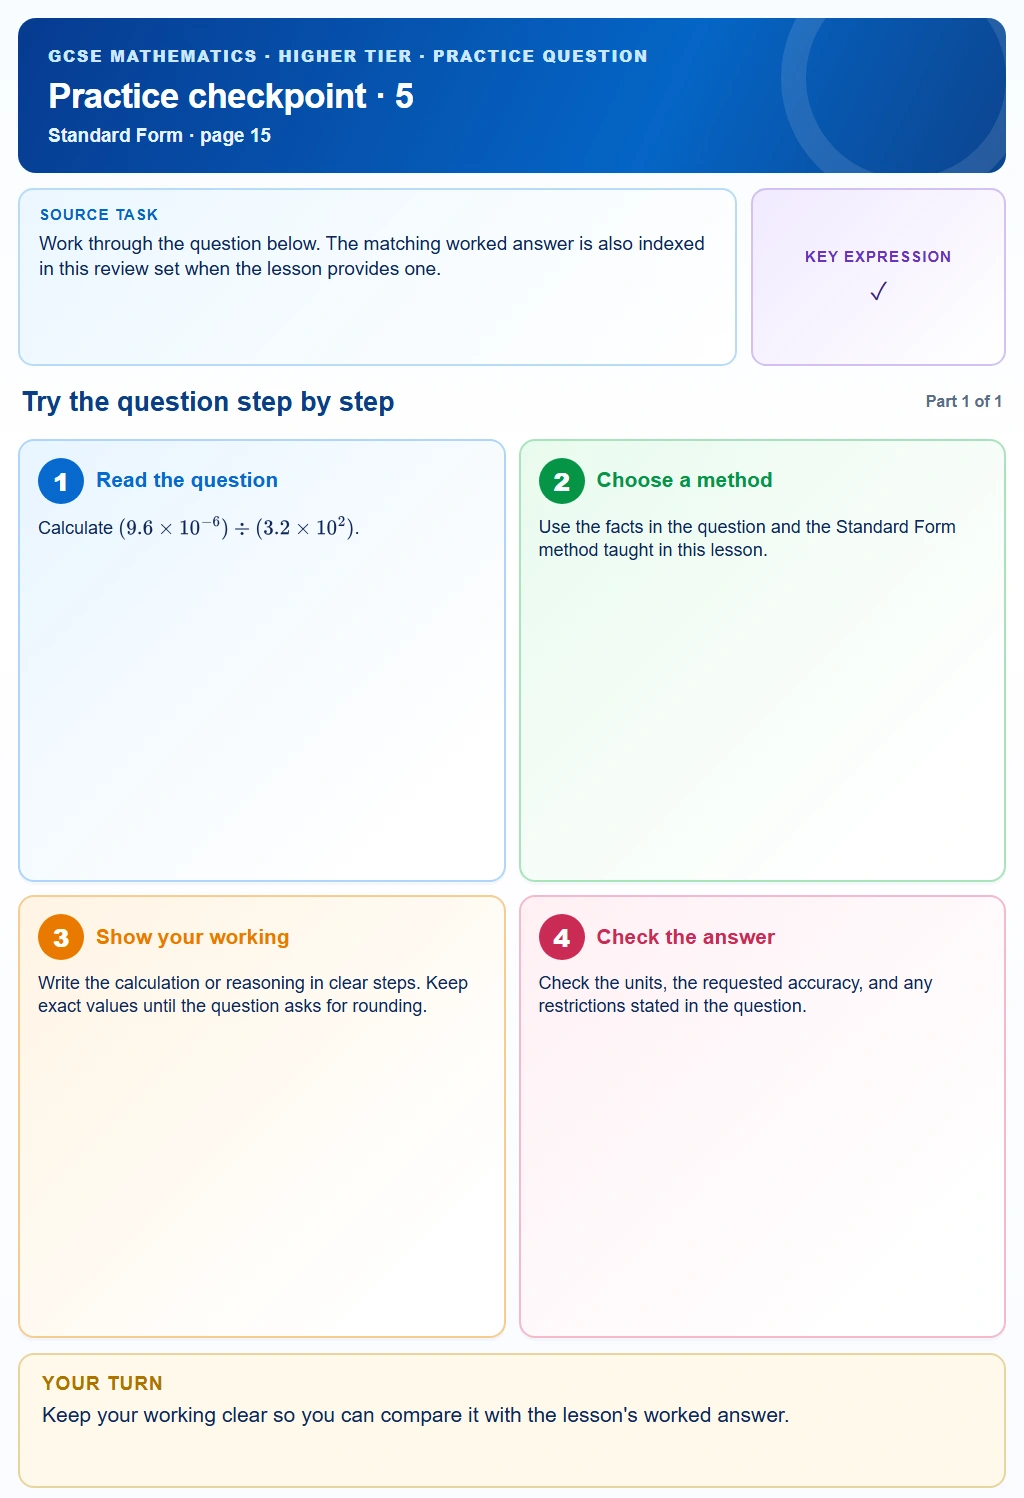 GCSE MATHEMATICS · HIGHER TIER · PRACTICE QUESTION
Practice checkpoint · 5
Standard Form · page 15
SOURCE TASK
Work through the question below. The matching worked answer is also indexed
in this review set when the lesson provides one.
KEY EXPRESSION
✓
Try the question step by step
Part 1 of 1
1 Read the question
Calculate (9.6 × 10⁻⁶) ÷ (3.2 × 10²).
2 Choose a method
Use the facts in the question and the Standard Form
method taught in this lesson.
3 Show your working
Write the calculation or reasoning in clear steps. Keep
exact values until the question asks for rounding.
4 Check the answer
Check the units, the requested accuracy, and any
restrictions stated in the question.
YOUR TURN
Keep your working clear so you can compare it with the lesson's worked answer.